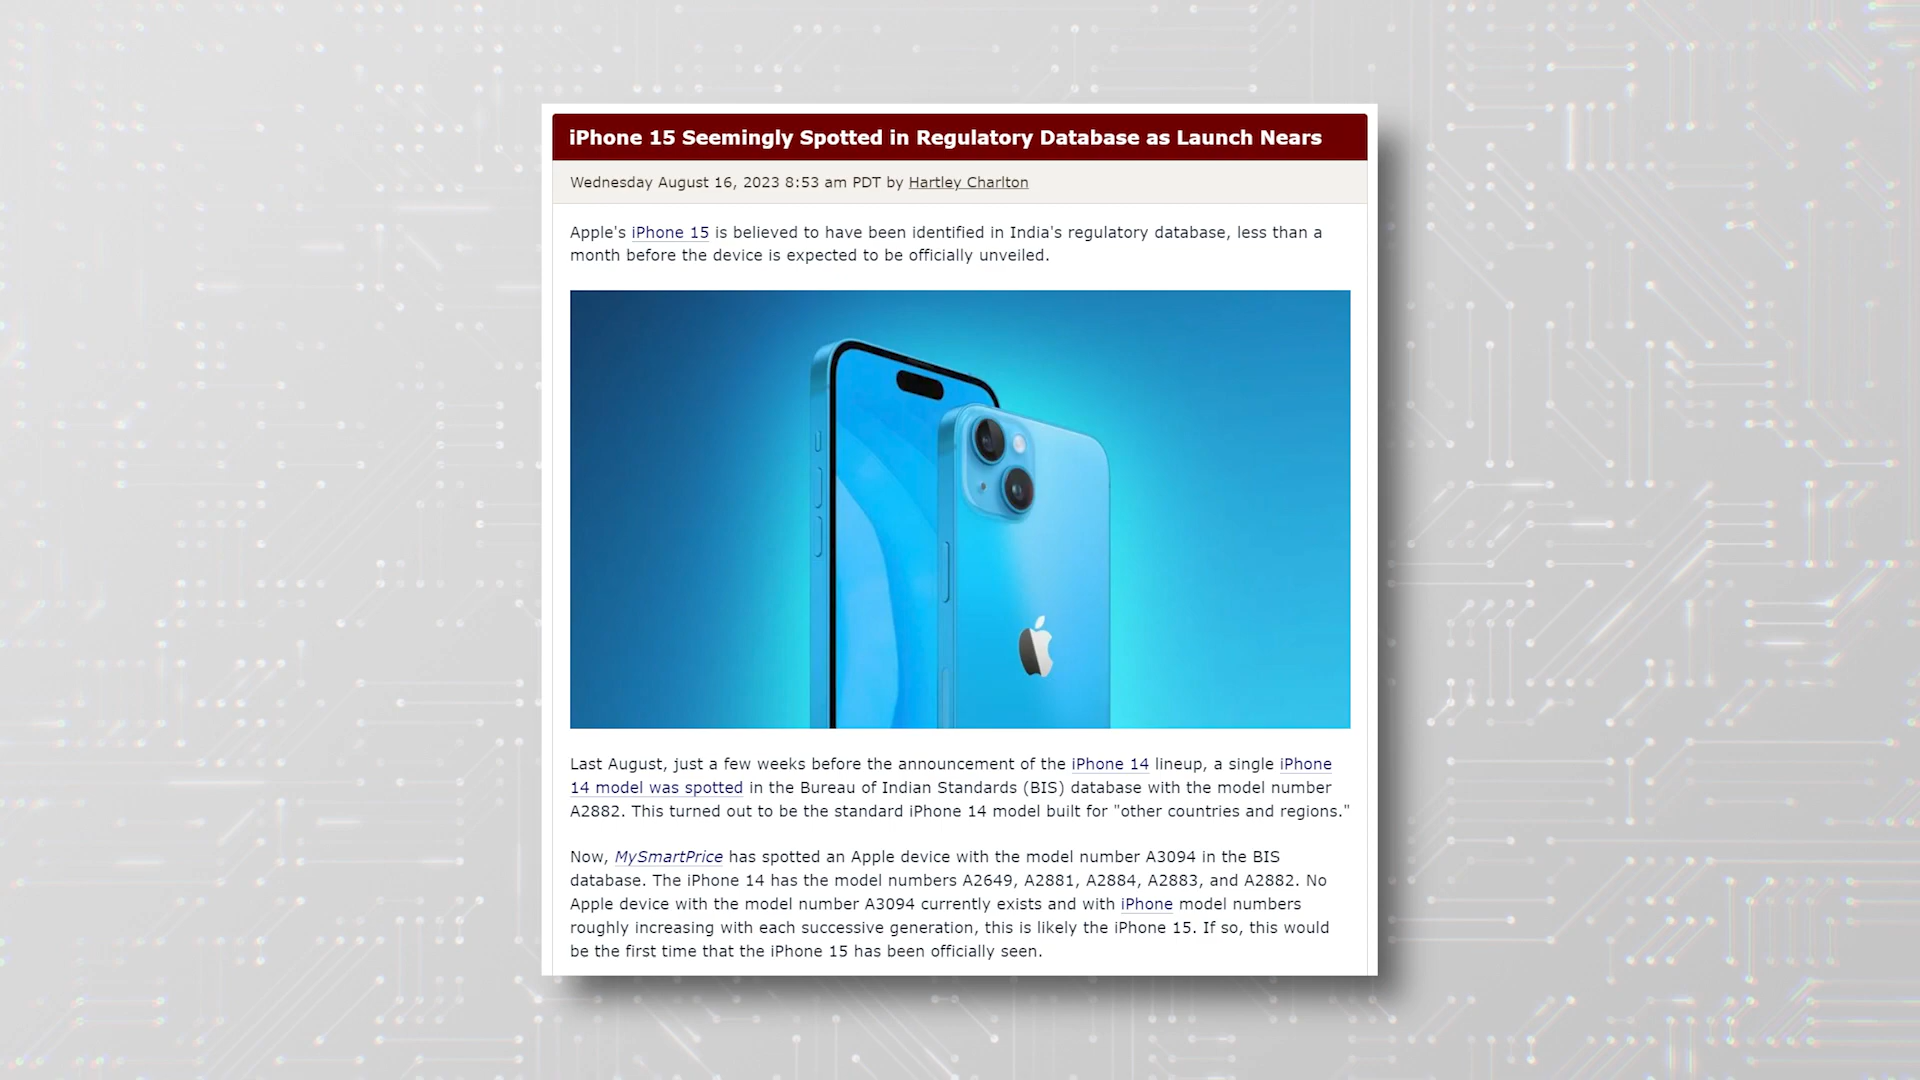 iPhone 15 Seemingly Spotted in Regulatory Database as Launch Nears
Wednesday August 16, 2023 8:53 am PDT by Hartley Charlton
Apple's iPhone 15 is believed to have been identified in India's regulatory database, less than a
month before the device is expected to be officially unveiled.
Last August, just a few weeks before the announcement of the iPhone 14 lineup, a single iPhone
14 model was spotted in the Bureau of Indian Standards (BIS) database with the model number
A2882. This turned out to be the standard iPhone 14 model built for "other countries and regions."
Now, MySmartPrice has spotted an Apple device with the model number A3094 in the BIS
database. The iPhone 14 has the model numbers A2649, A2881, A2884, A2883, and A2882. No
Apple device with the model number A3094 currently exists and with iPhone model numbers
roughly increasing with each successive generation, this is likely the iPhone 15. If so, this would
be the first time that the iPhone 15 has been officially seen.